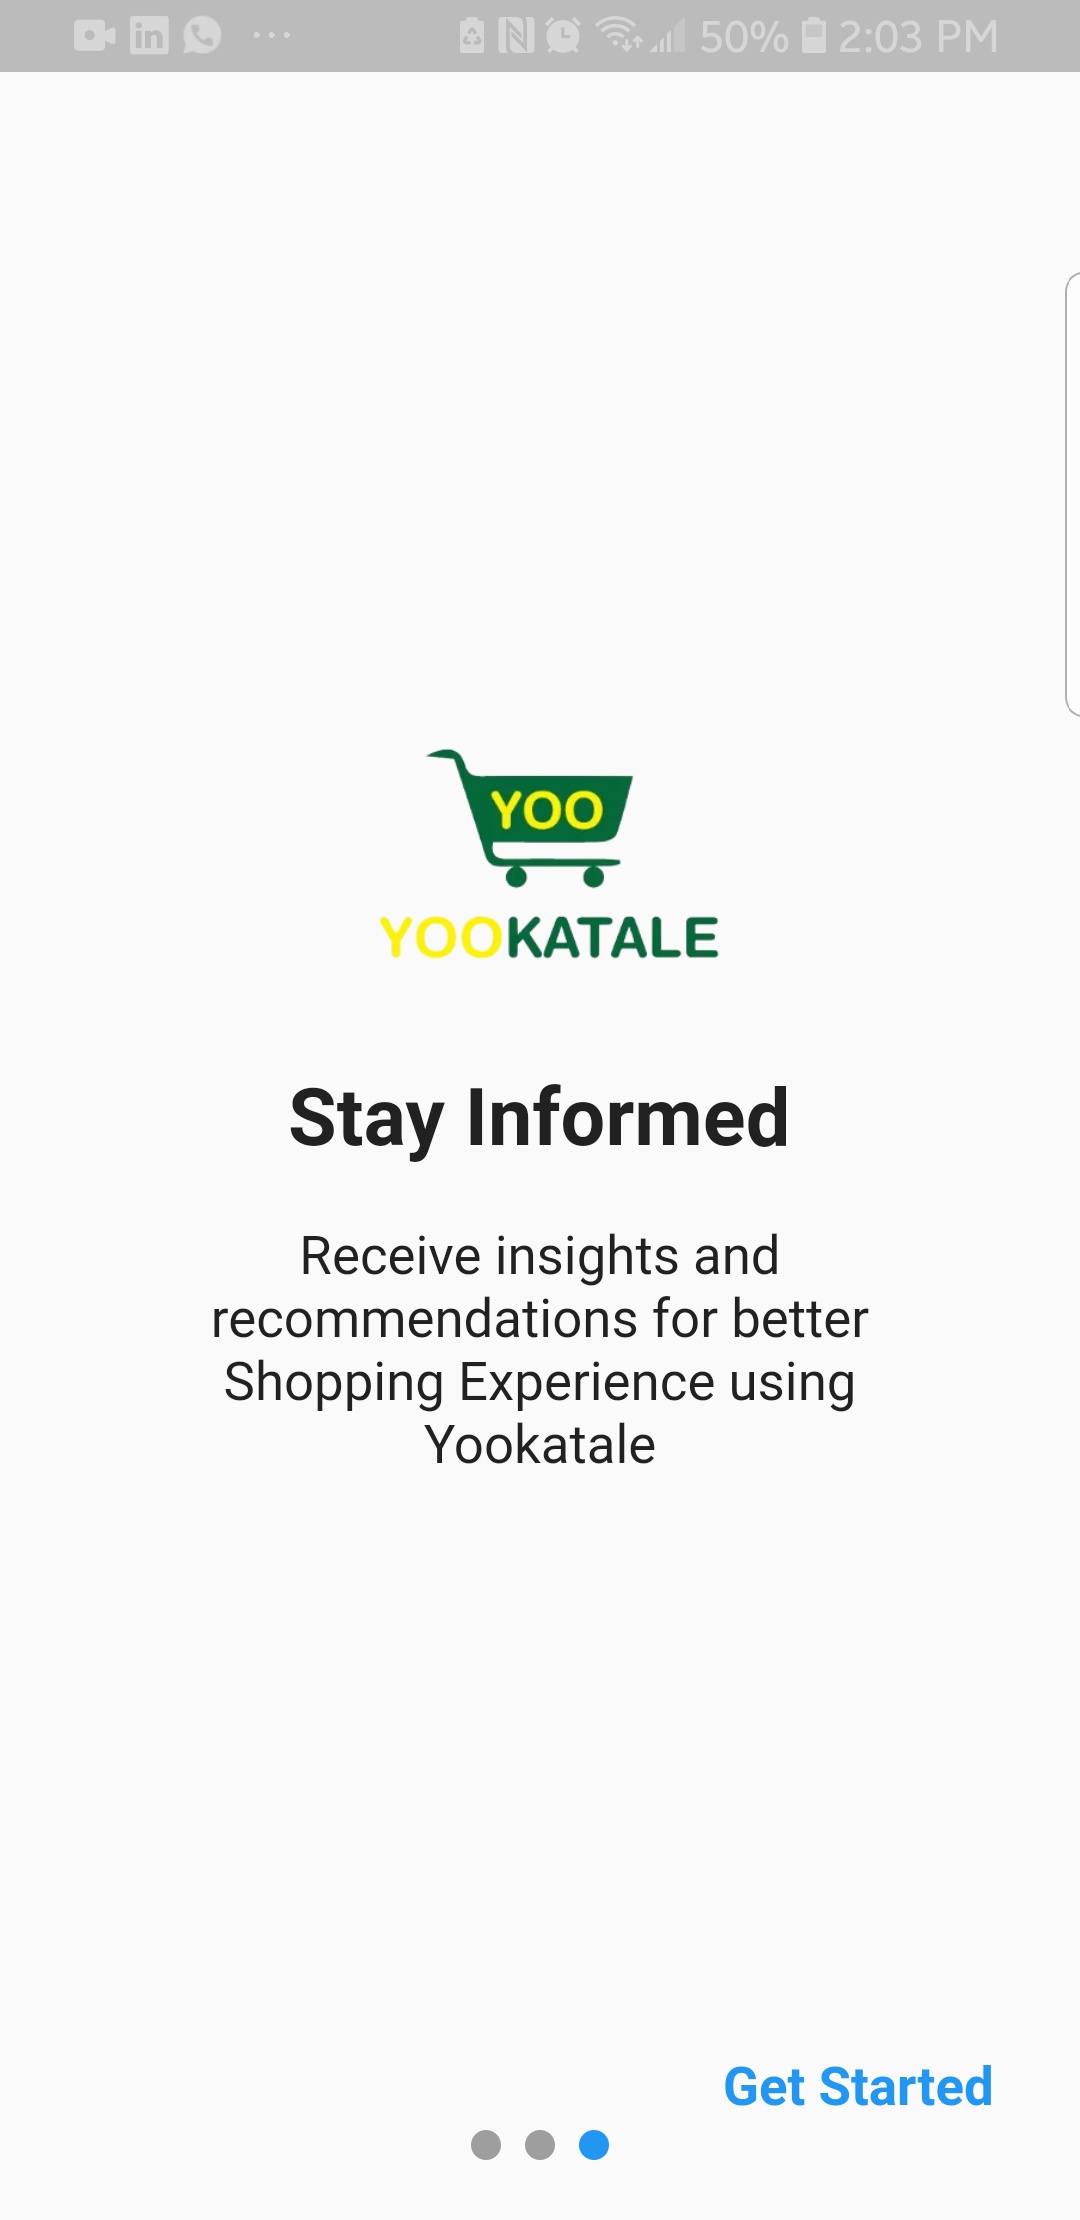 50% 2:03 PM
YOO
YOOKATALE
Stay Informed
Receive insights and
recommendations for better
Shopping Experience using
Yookatale
Get Started